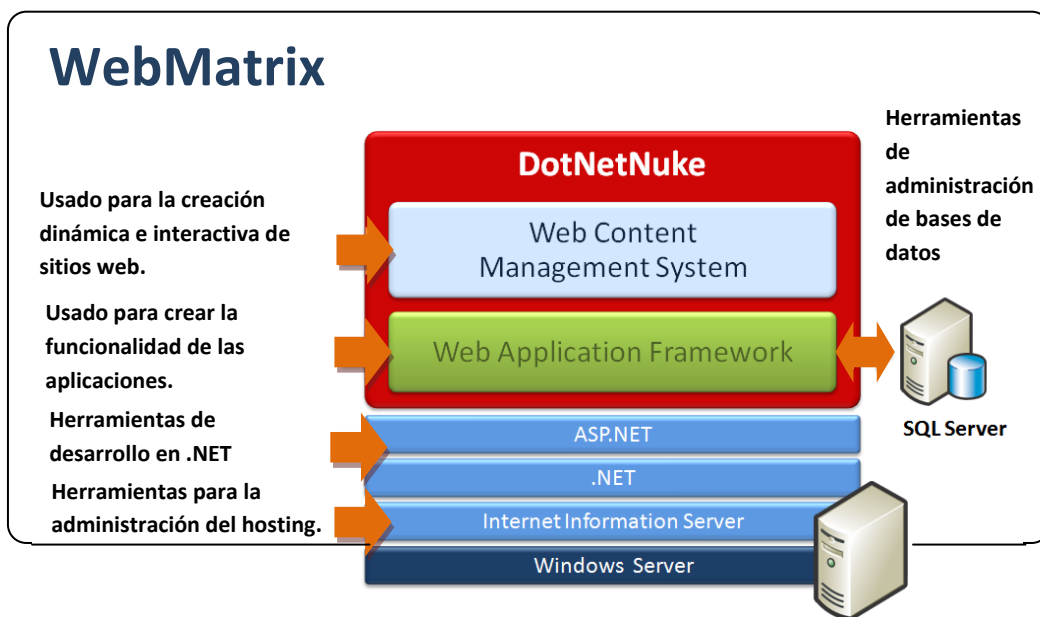 WebMatrix
Herramientas
de
administración
de bases de
datos
DotNetNuke
Usado para la creación
dinámica e interactiva de
sitios web.
Web Content
Management System
Usado para crear la
funcionalidad de las
aplicaciones.
Web Application Framework
SQL Server
Herramientas de
desarrollo en .NET
ASP.NET
.NET
Herramientas para la
administración del hosting.
Internet Information Server
Windows Server